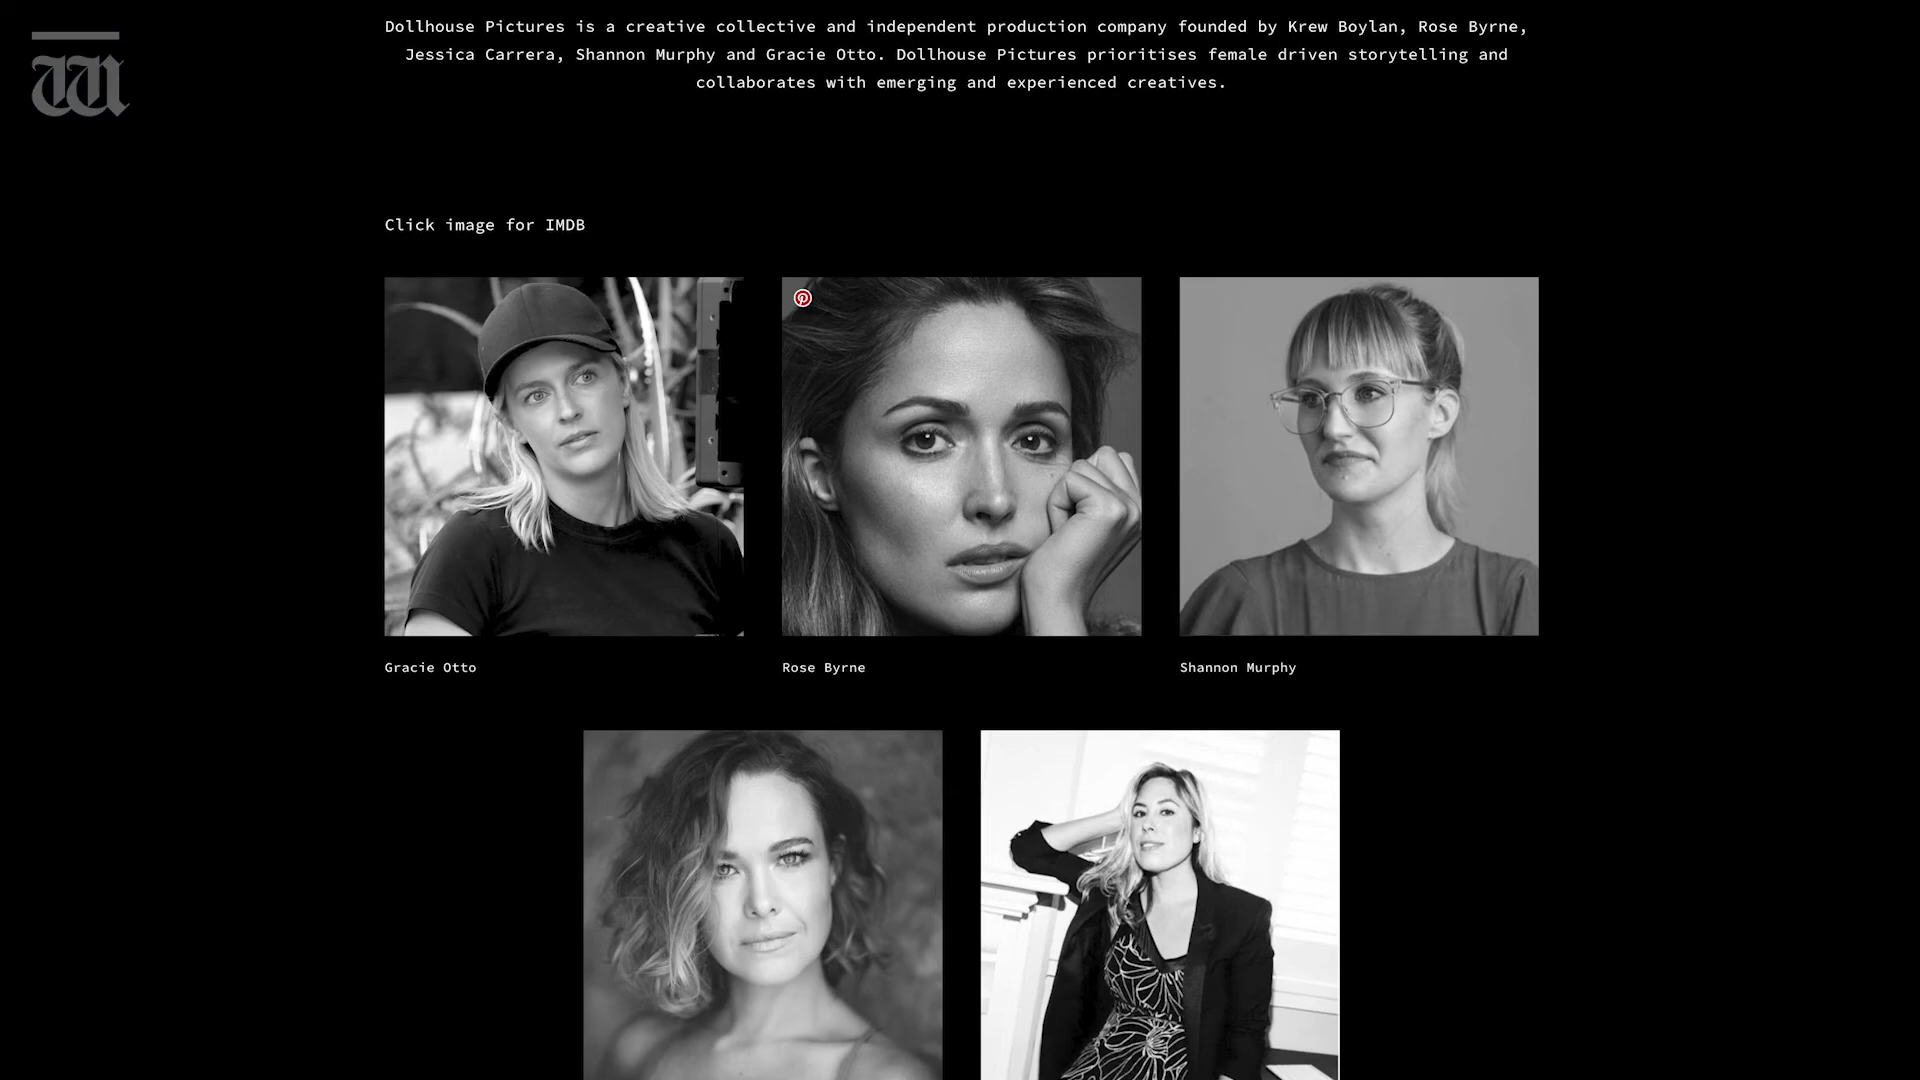 Dollhouse Pictures is a creative collective and independent production company founded by Krew Boylan, Rose Byrne,
Jessica Carrera, Shannon Murphy and Gracie Otto. Dollhouse Pictures prioritises female driven storytelling and
collaborates with emerging and experienced creatives.
Click image for IMDB
Gracie Otto
Rose Byrne
Shannon Murphy